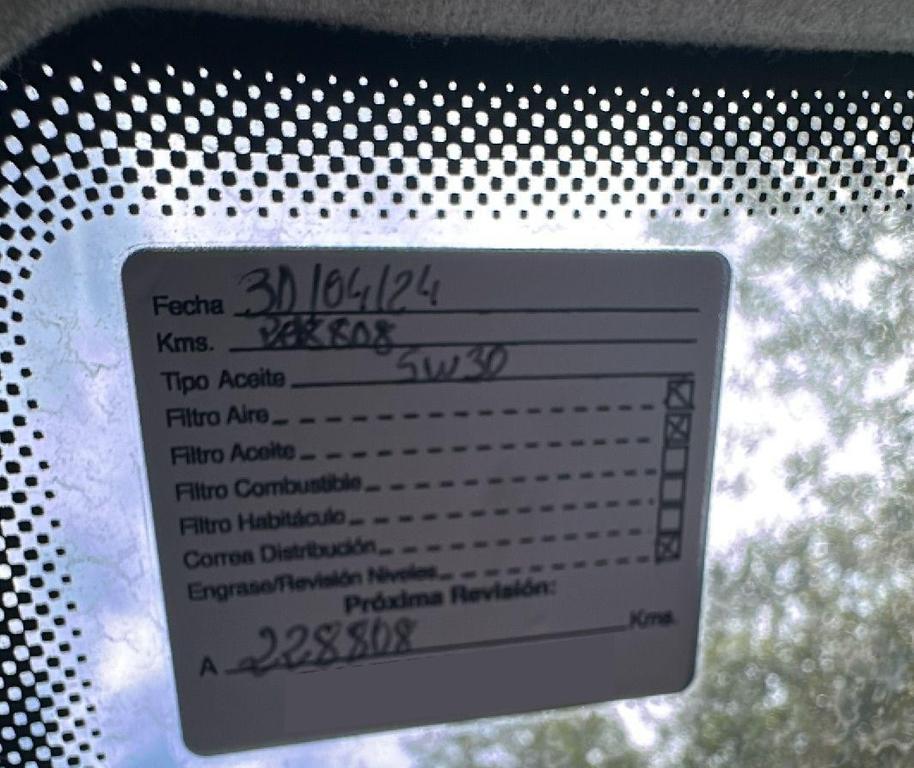 Fecha 30/04/24
Kms. 208808
Tipo Aceite 5W30
Filtro Aire
Filtro Aceite
Filtro Combustible
Filtro Habitáculo
Correa Distribución
Engrase/Revisión Niveles
Próxima Revisión:
A 228808 Kms.